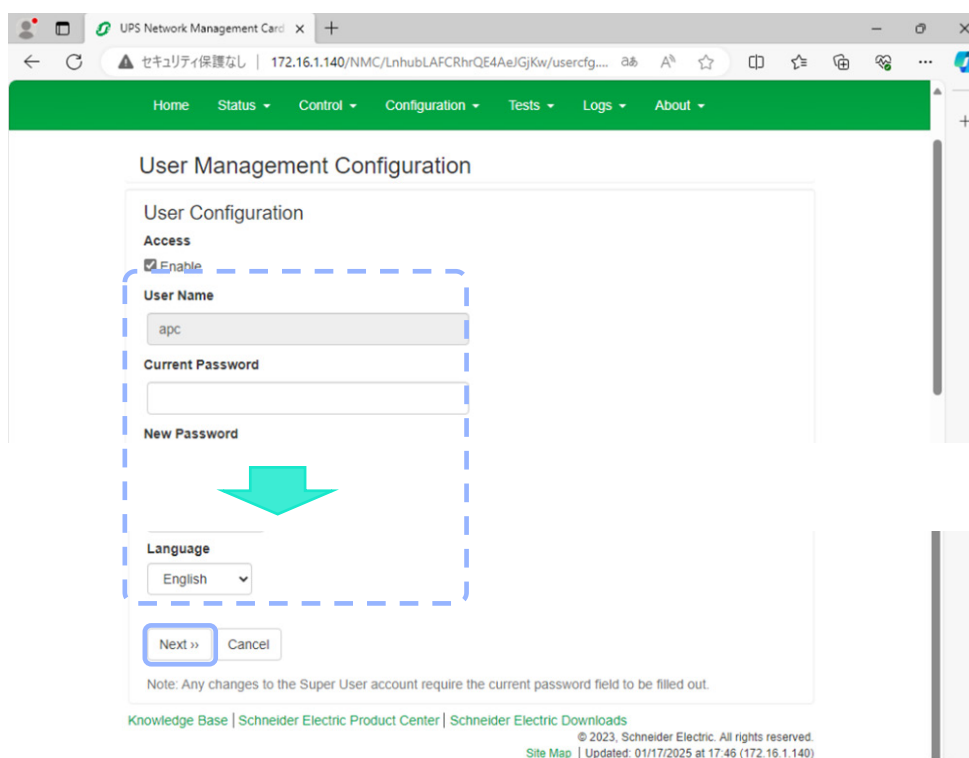 UPS Network Management Card
セキュリティ保護なし | 172.16.1.140/NMC/LnhubLAFCRhrQE4AeJGjKw/usercfg....
Home Status Control Configuration Tests Logs About
User Management Configuration
User Configuration
Access
Enable
User Name
apc
Current Password
New Password
Language
English
Next ›› Cancel
Note: Any changes to the Super User account require the current password field to be filled out.
Knowledge Base | Schneider Electric Product Center | Schneider Electric Downloads
© 2023, Schneider Electric. All rights reserved.
Site Map | Updated: 01/17/2025 at 17:46 (172.16.1.140)